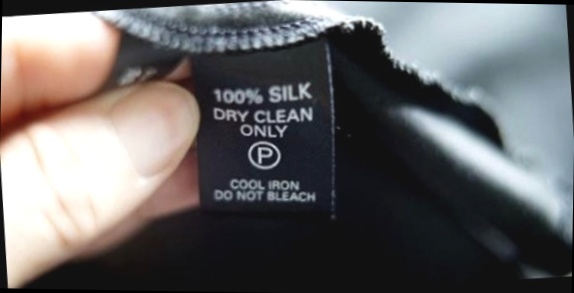 100% SILK
DRY CLEAN
ONLY
P
COOL IRON
DO NOT BLEACH